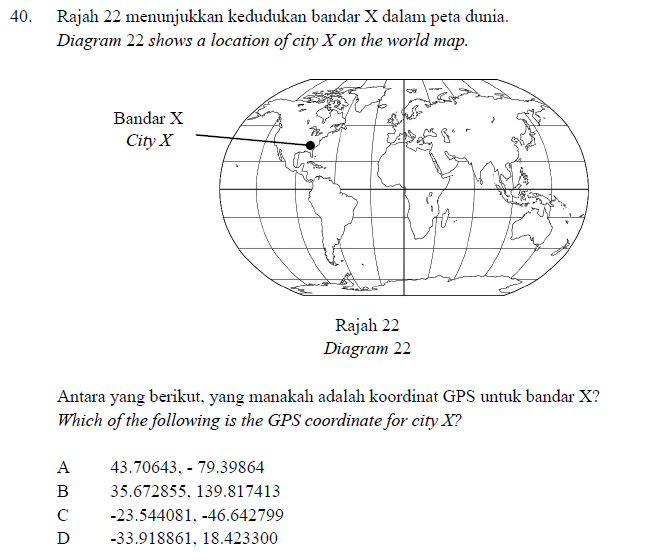 40. Rajah 22 menunjukkan kedudukan bandar X dalam peta dunia.
Diagram 22 shows a location of city X on the world map.
Bandar X
City X
Rajah 22
Diagram 22
Antara yang berikut, yang manakah adalah koordinat GPS untuk bandar X?
Which of the following is the GPS coordinate for city X?
A 43.70643, - 79.39864
B 35.672855, 139.817413
C -23.544081, -46.642799
D -33.918861, 18.423300